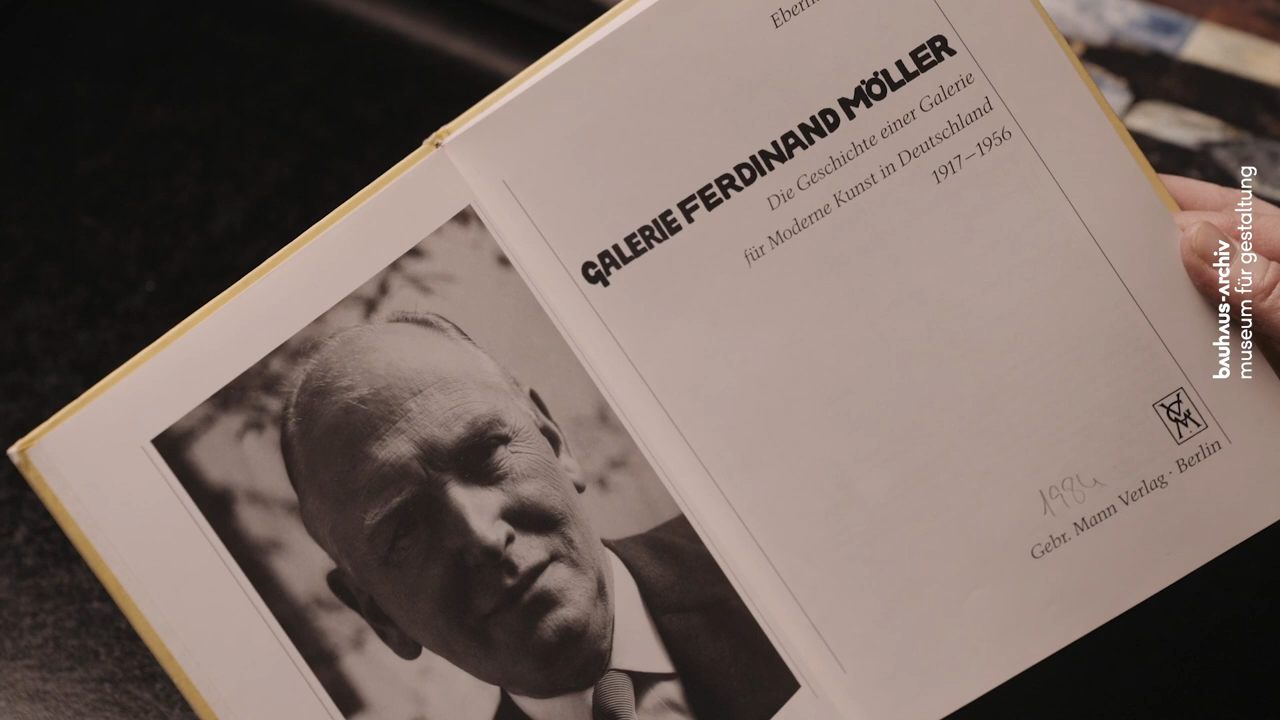 GALERIE FERDINAND MÖLLER
Die Geschichte einer Galerie
für Moderne Kunst in Deutschland
1917–1956
1984
Gebr. Mann Verlag · Berlin
bauhaus-archiv
museum für gestaltung